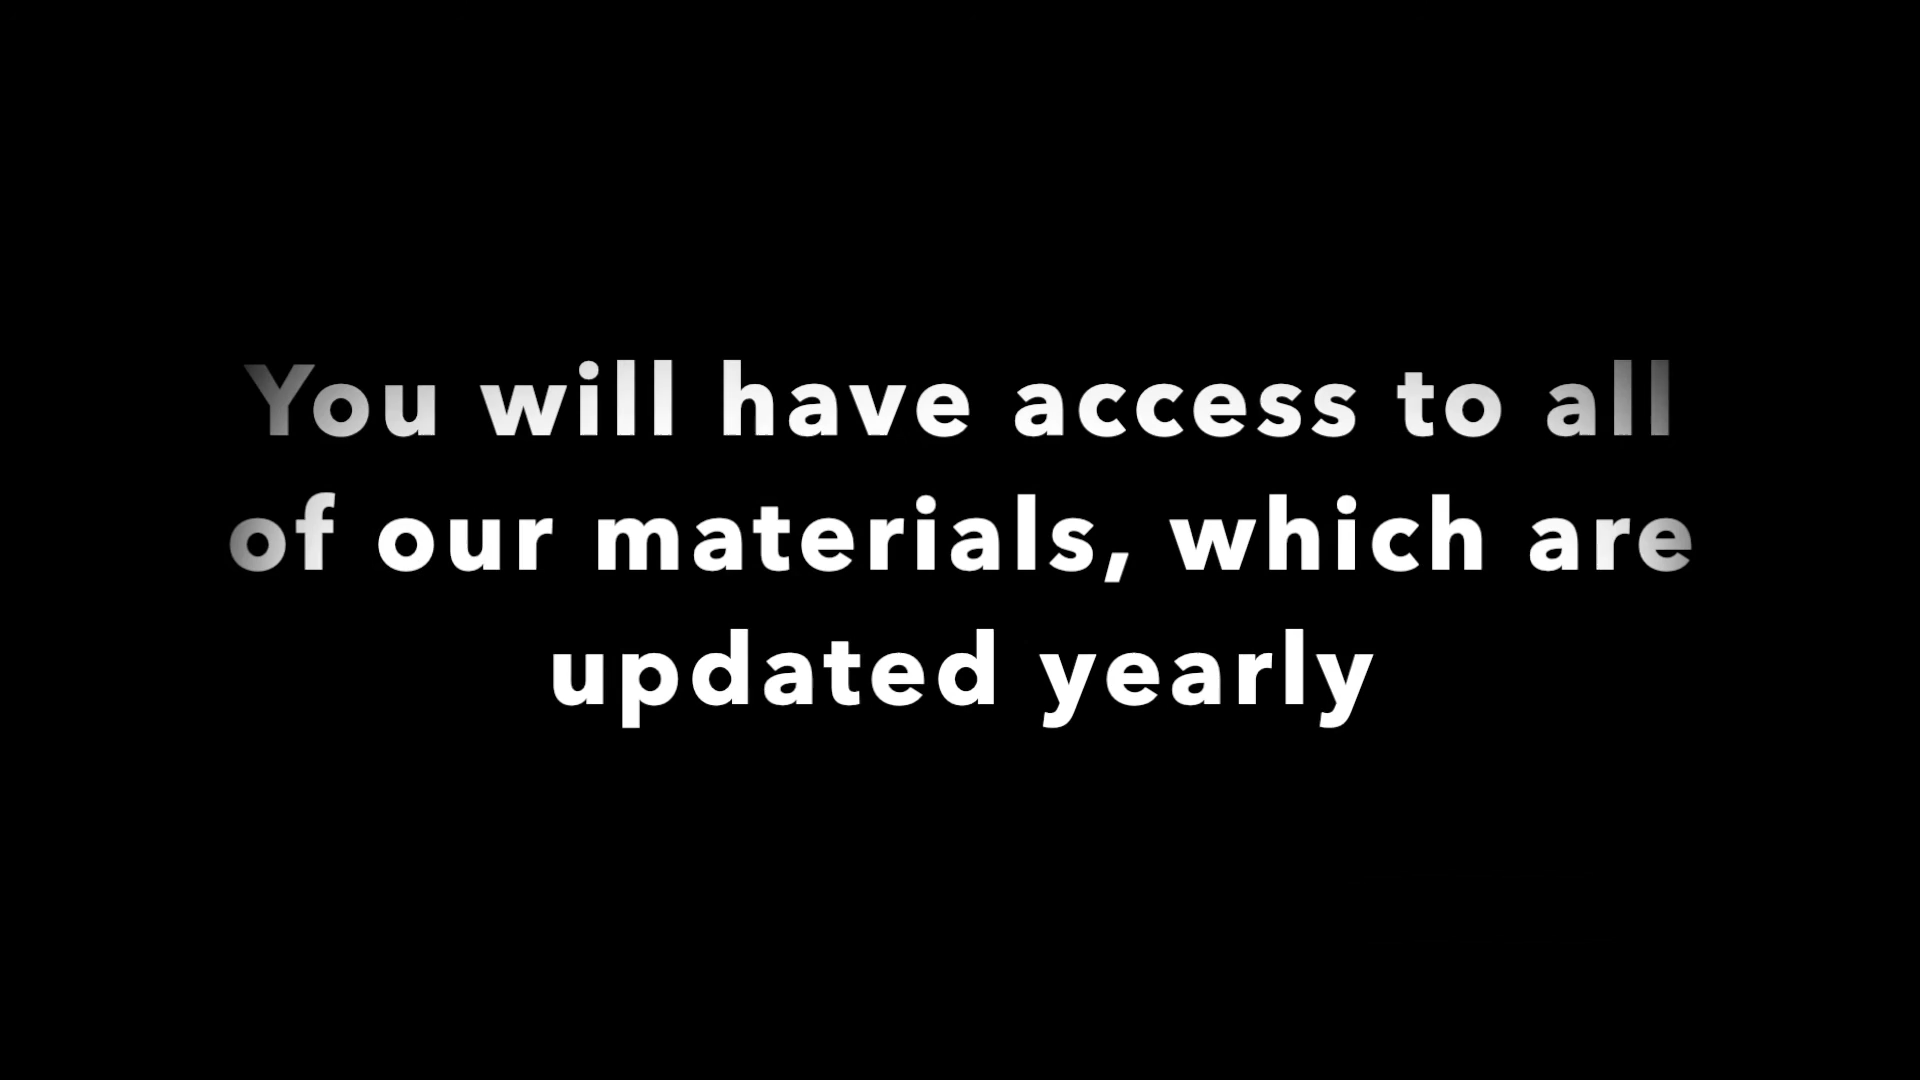 You will have access to all
of our materials, which are
updated yearly